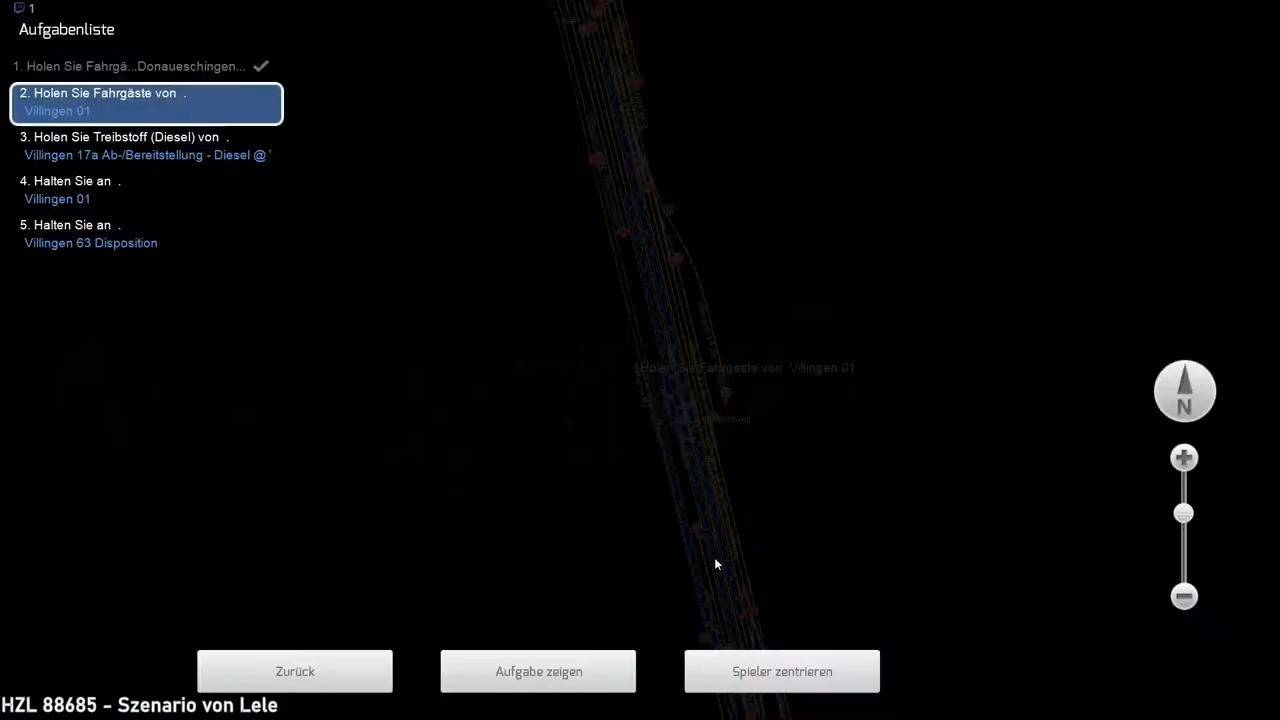 1
Aufgabenliste
1. Holen Sie Fahrgä...Donaueschingen...
2. Holen Sie Fahrgäste von .
Villingen 01
3. Holen Sie Treibstoff (Diesel) von .
Villingen 17a Ab-/Bereitstellung - Diesel @
4. Halten Sie an .
Villingen 01
5. Halten Sie an .
Villingen 63 Disposition
Holen Sie Fahrgäste von Villingen 01
N
Zurück
Aufgabe zeigen
Spieler zentrieren
HZL 88685 - Szenario von Lele